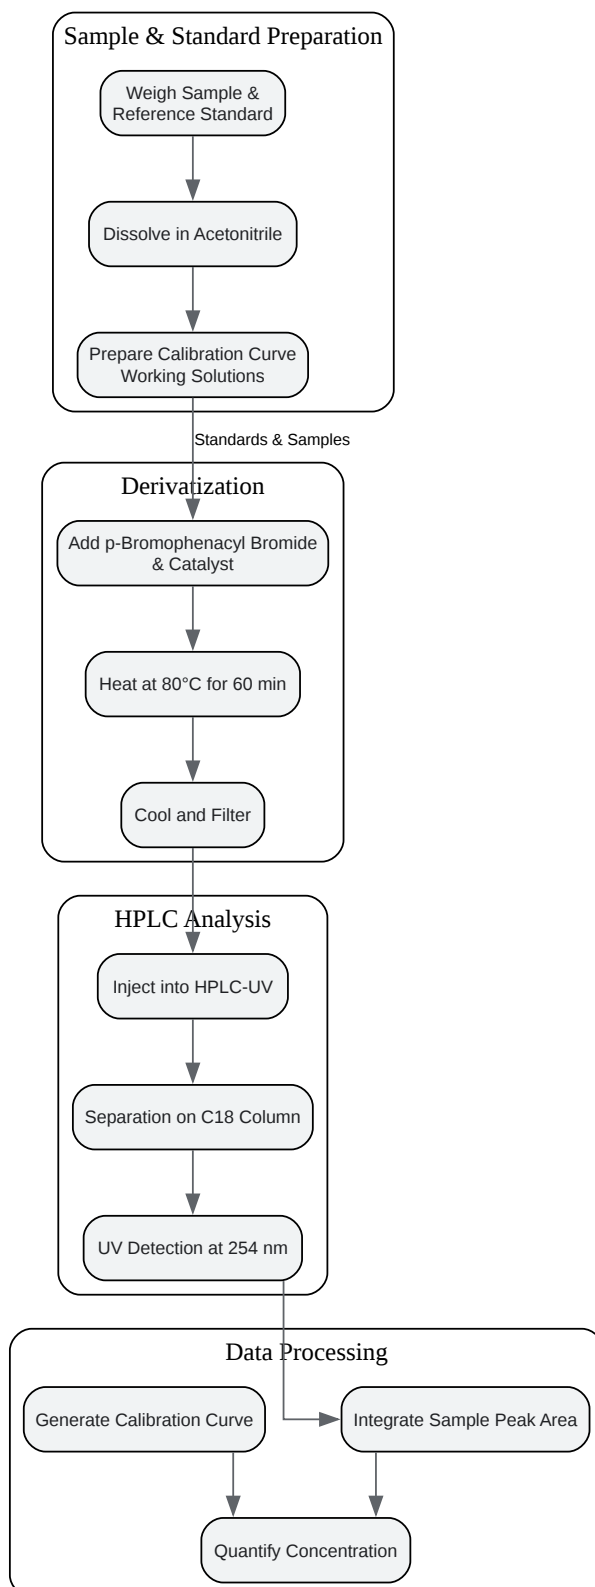 Sample & Standard Preparation
Weigh Sample &
Reference Standard
Dissolve in Acetonitrile
Prepare Calibration Curve
Working Solutions
Standards & Samples
Derivatization
Add p-Bromophenacyl Bromide
& Catalyst
Heat at 80°C for 60 min
Cool and Filter
HPLC Analysis
Inject into HPLC-UV
Separation on C18 Column
UV Detection at 254 nm
Data Processing
Generate Calibration Curve
Integrate Sample Peak Area
Quantify Concentration